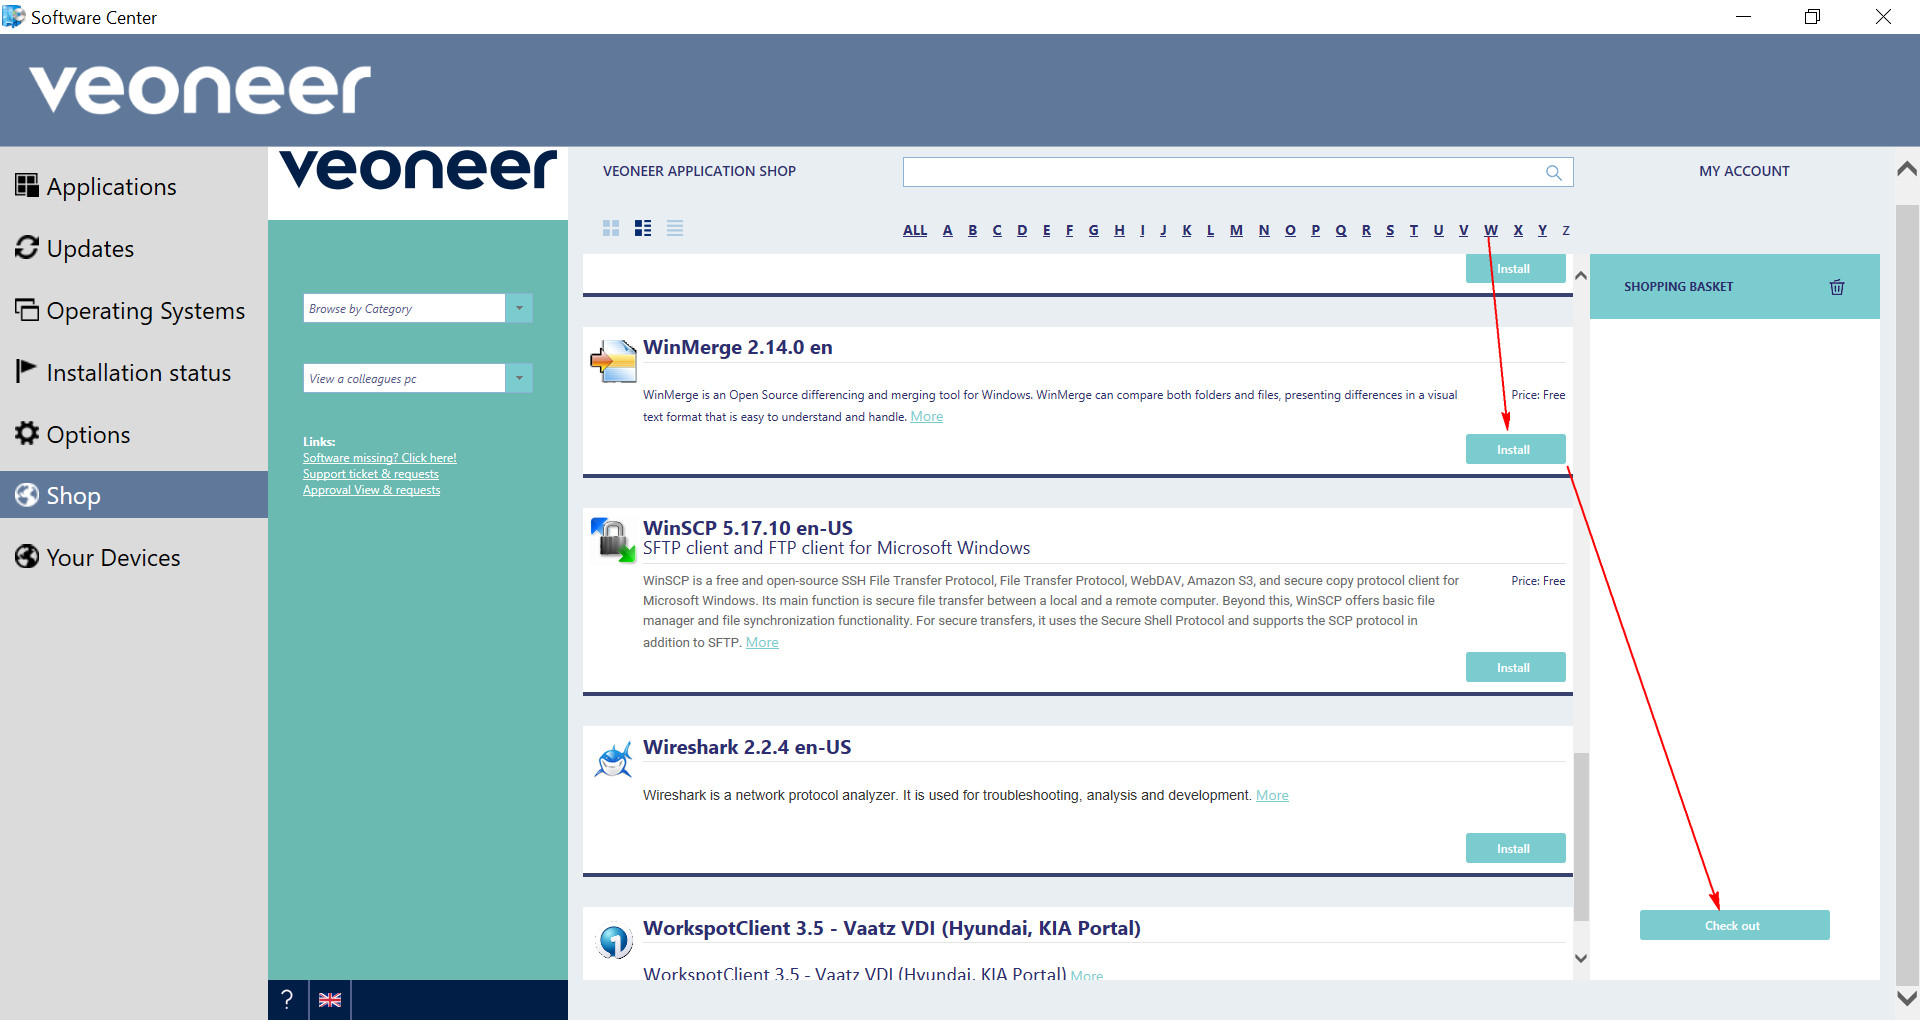 Software Center
veoneer
Applications
Updates
Operating Systems
Installation status
Options
Shop
Your Devices
veoneer
Browse by Category
View a colleagues pc
Links:
Software missing? Click here!
Support ticket & requests
Approval View & requests
?
VEONEER APPLICATION SHOP
MY ACCOUNT
ALL A B C D E F G H I J K L M N O P Q R S T U V W X Y Z
Install
WinMerge 2.14.0 en
WinMerge is an Open Source differencing and merging tool for Windows. WinMerge can compare both folders and files, presenting differences in a visual
text format that is easy to understand and handle. More
Price: Free
Install
WinSCP 5.17.10 en-US
SFTP client and FTP client for Microsoft Windows
WinSCP is a free and open-source SSH File Transfer Protocol, File Transfer Protocol, WebDAV, Amazon S3, and secure copy protocol client for
Microsoft Windows. Its main function is secure file transfer between a local and a remote computer. Beyond this, WinSCP offers basic file
manager and file synchronization functionality. For secure transfers, it uses the Secure Shell Protocol and supports the SCP protocol in
addition to SFTP. More
Price: Free
Install
Wireshark 2.2.4 en-US
Wireshark is a network protocol analyzer. It is used for troubleshooting, analysis and development. More
Install
1
WorkspotClient 3.5 - Vaatz VDI (Hyundai, KIA Portal)
WorkspotClient 3.5 - Vaatz VDI (Hyundai, KIA Portal) More
SHOPPING BASKET
Check out